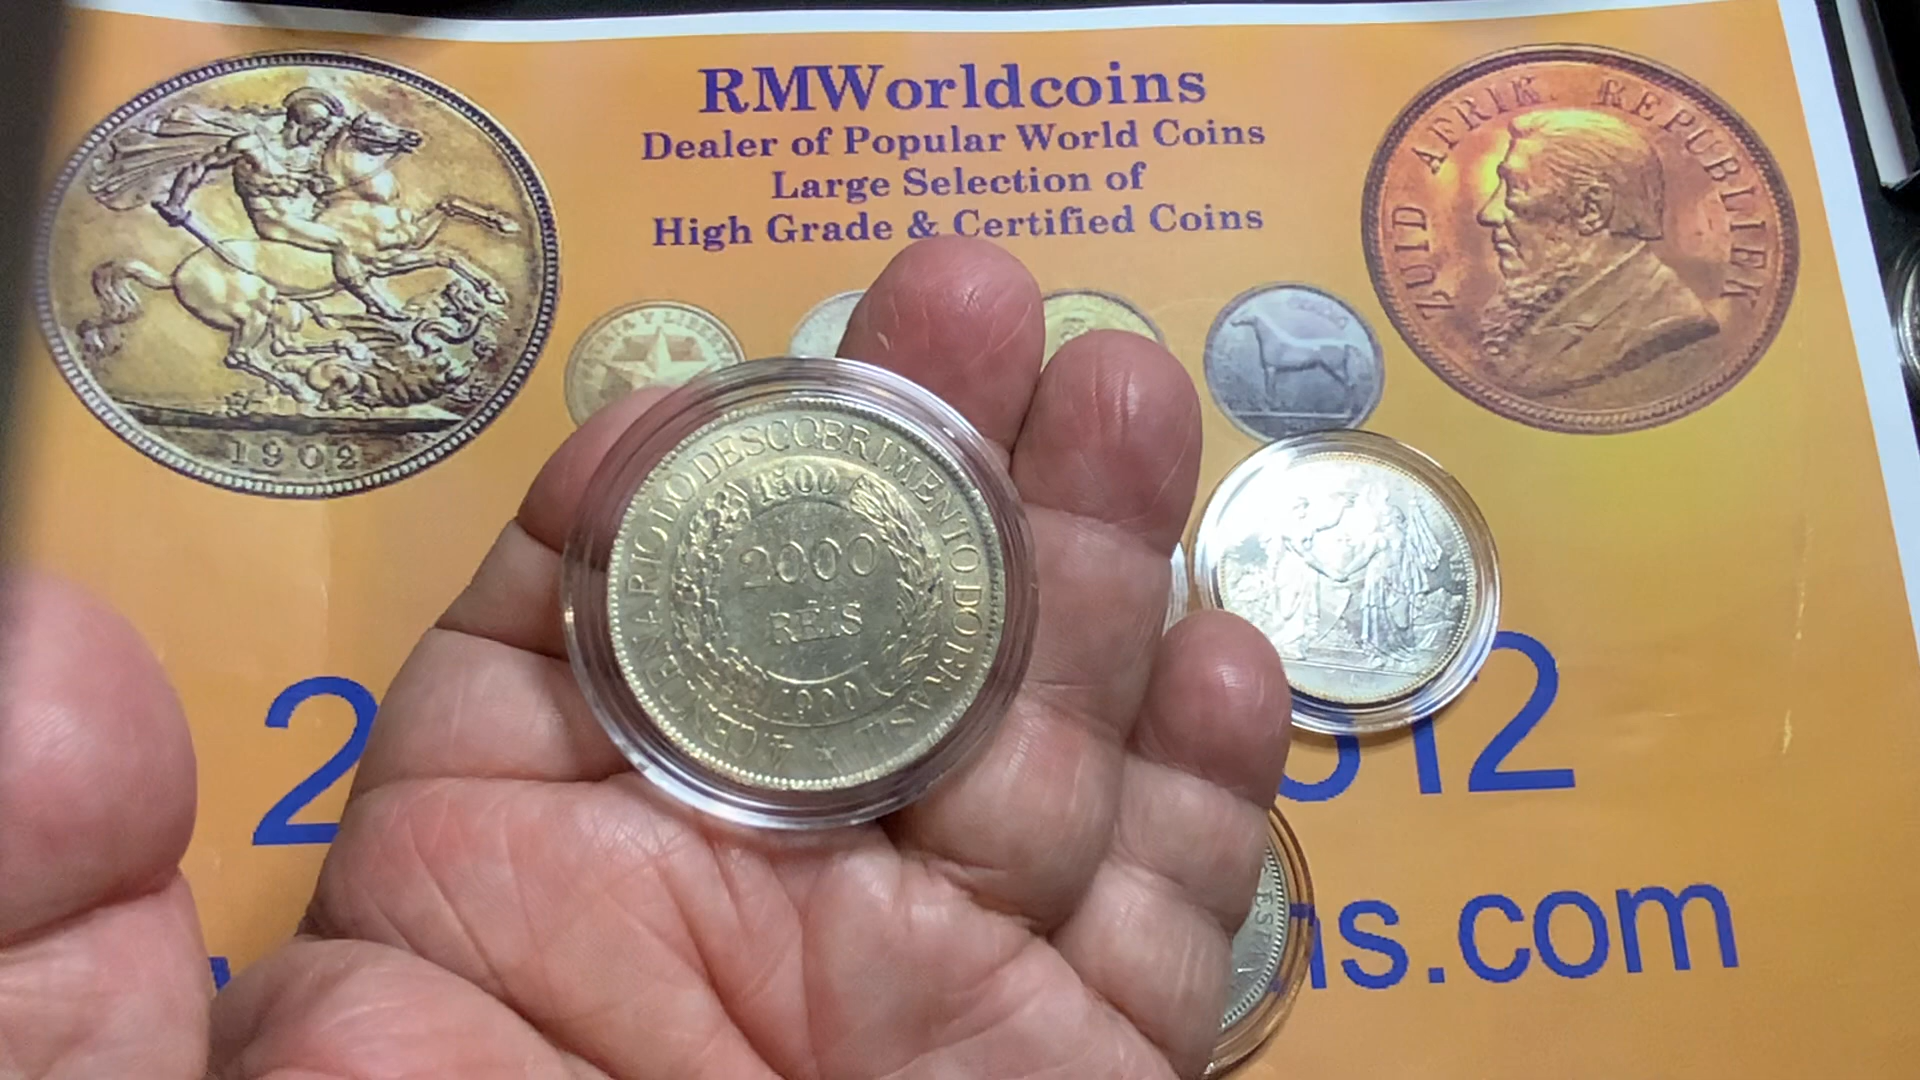 RMWorldcoins
Dealer of Popular World Coins
Large Selection of
High Grade & Certified Coins
1902
ZUID AFRIK. REPUBLIEK
4 CENTENARIO DO DESCOBRIMENTO DO BRASIL
1500
2000
RÉIS
1900
2
12
ns.com